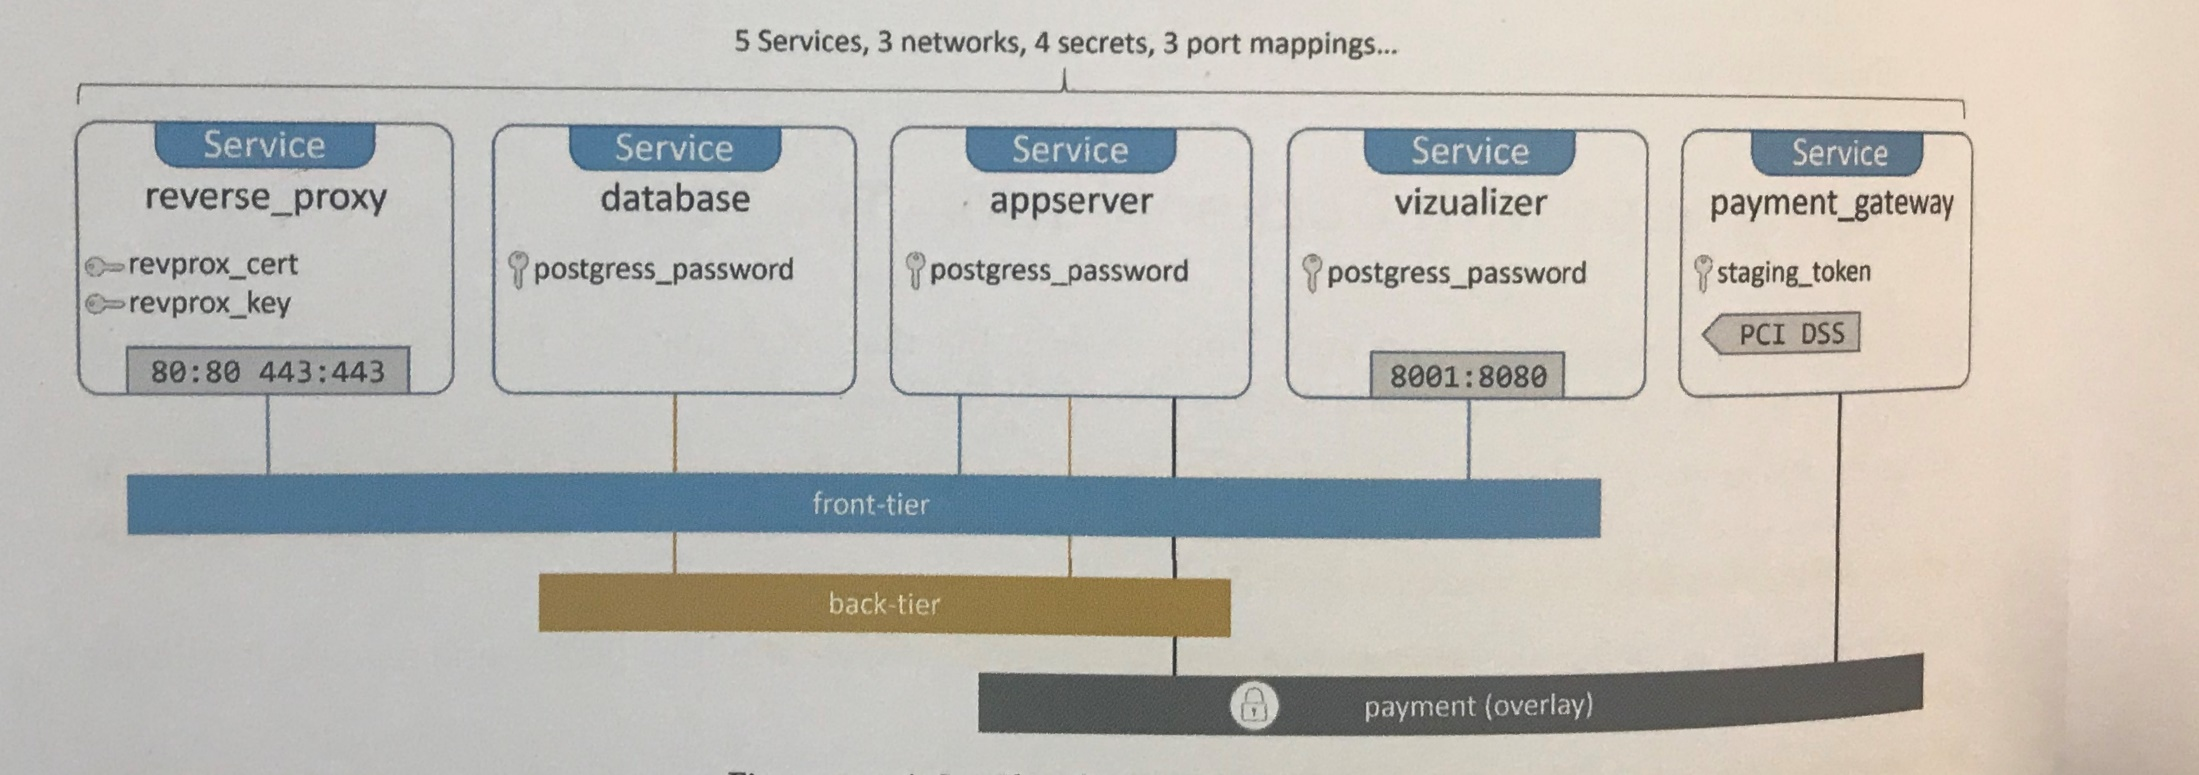 5 Services, 3 networks, 4 secrets, 3 port mappings...
Service
reverse_proxy
revprox_cert
revprox_key
80:80 443:443
Service
database
postgress_password
Service
appserver
postgress_password
Service
vizualizer
postgress_password
8001:8080
Service
payment_gateway
staging_token
PCI DSS
front-tier
back-tier
payment (overlay)